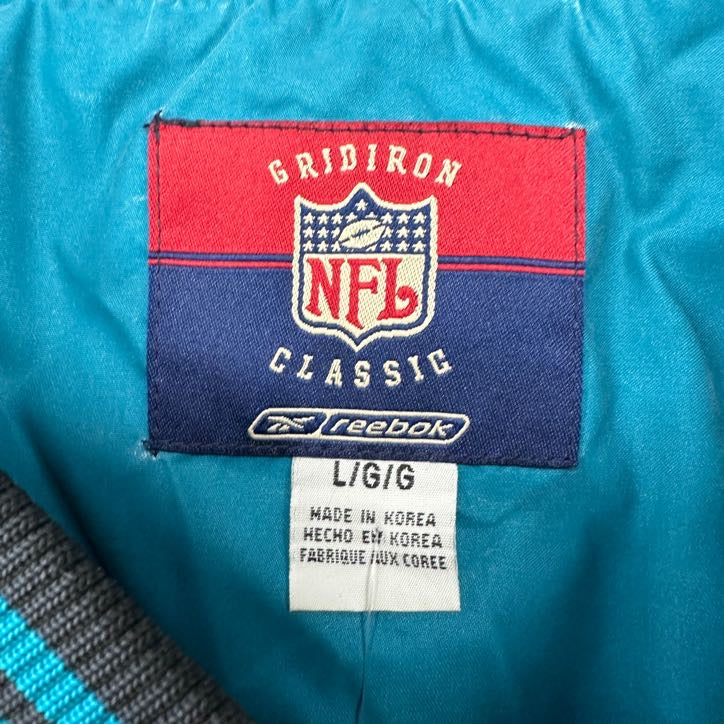 GRIDIRON
NFL
CLASSIC
reebok
L/G/G
MADE IN KOREA
HECHO EN KOREA
FABRIQUE AUX COREE